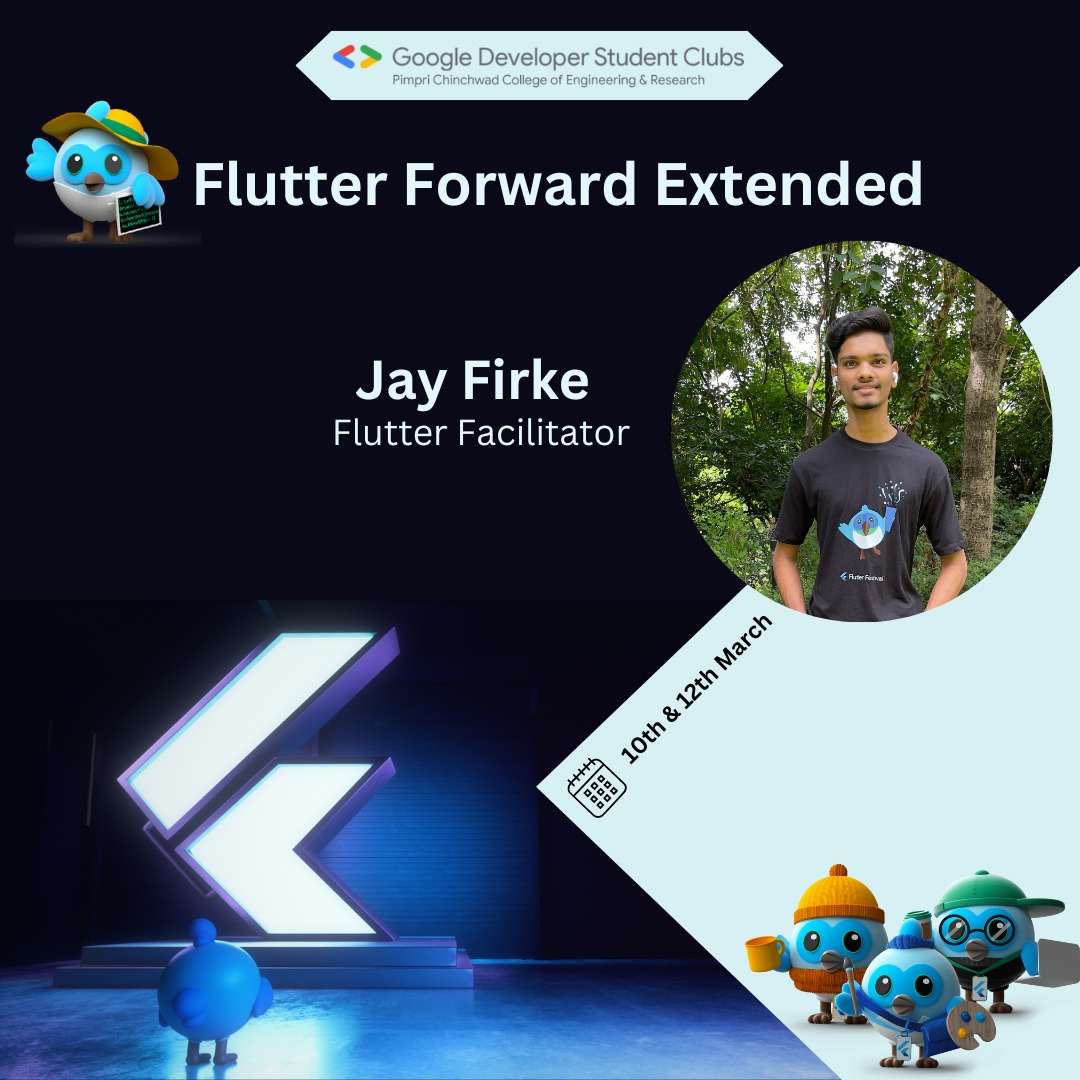 Google Developer Student Clubs
Pimpri Chinchwad College of Engineering & Research
Flutter Forward Extended
Jay Firke
Flutter Facilitator
Flutter Festival
10th & 12th March